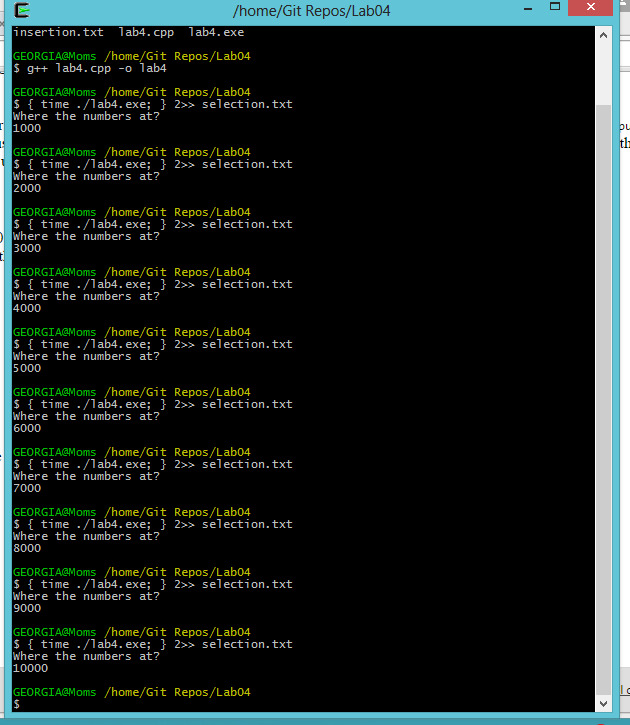 /home/Git Repos/Lab04
insertion.txt  lab4.cpp  lab4.exe
GEORGIA@Moms /home/Git Repos/Lab04
$ g++ lab4.cpp -o lab4
GEORGIA@Moms /home/Git Repos/Lab04
$ { time ./lab4.exe; } 2>> selection.txt
Where the numbers at?
1000
GEORGIA@Moms /home/Git Repos/Lab04
$ { time ./lab4.exe; } 2>> selection.txt
Where the numbers at?
2000
GEORGIA@Moms /home/Git Repos/Lab04
$ { time ./lab4.exe; } 2>> selection.txt
Where the numbers at?
3000
GEORGIA@Moms /home/Git Repos/Lab04
$ { time ./lab4.exe; } 2>> selection.txt
Where the numbers at?
4000
GEORGIA@Moms /home/Git Repos/Lab04
$ { time ./lab4.exe; } 2>> selection.txt
Where the numbers at?
5000
GEORGIA@Moms /home/Git Repos/Lab04
$ { time ./lab4.exe; } 2>> selection.txt
Where the numbers at?
6000
GEORGIA@Moms /home/Git Repos/Lab04
$ { time ./lab4.exe; } 2>> selection.txt
Where the numbers at?
7000
GEORGIA@Moms /home/Git Repos/Lab04
$ { time ./lab4.exe; } 2>> selection.txt
Where the numbers at?
8000
GEORGIA@Moms /home/Git Repos/Lab04
$ { time ./lab4.exe; } 2>> selection.txt
Where the numbers at?
9000
GEORGIA@Moms /home/Git Repos/Lab04
$ { time ./lab4.exe; } 2>> selection.txt
Where the numbers at?
10000
GEORGIA@Moms /home/Git Repos/Lab04
$